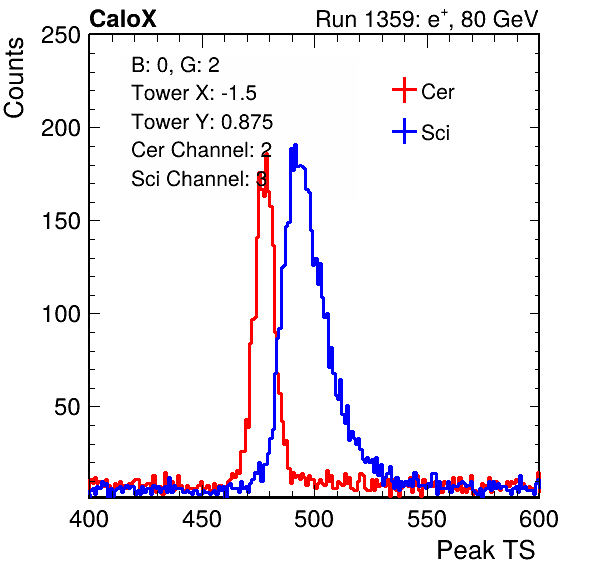 CaloX Run 1359: e⁺, 80 GeV
Counts
250
200
150
100
50
B: 0, G: 2
Tower X: -1.5
Tower Y: 0.875
Cer Channel: 2
Sci Channel: 3
Cer
Sci
400 450 500 550 600
Peak TS